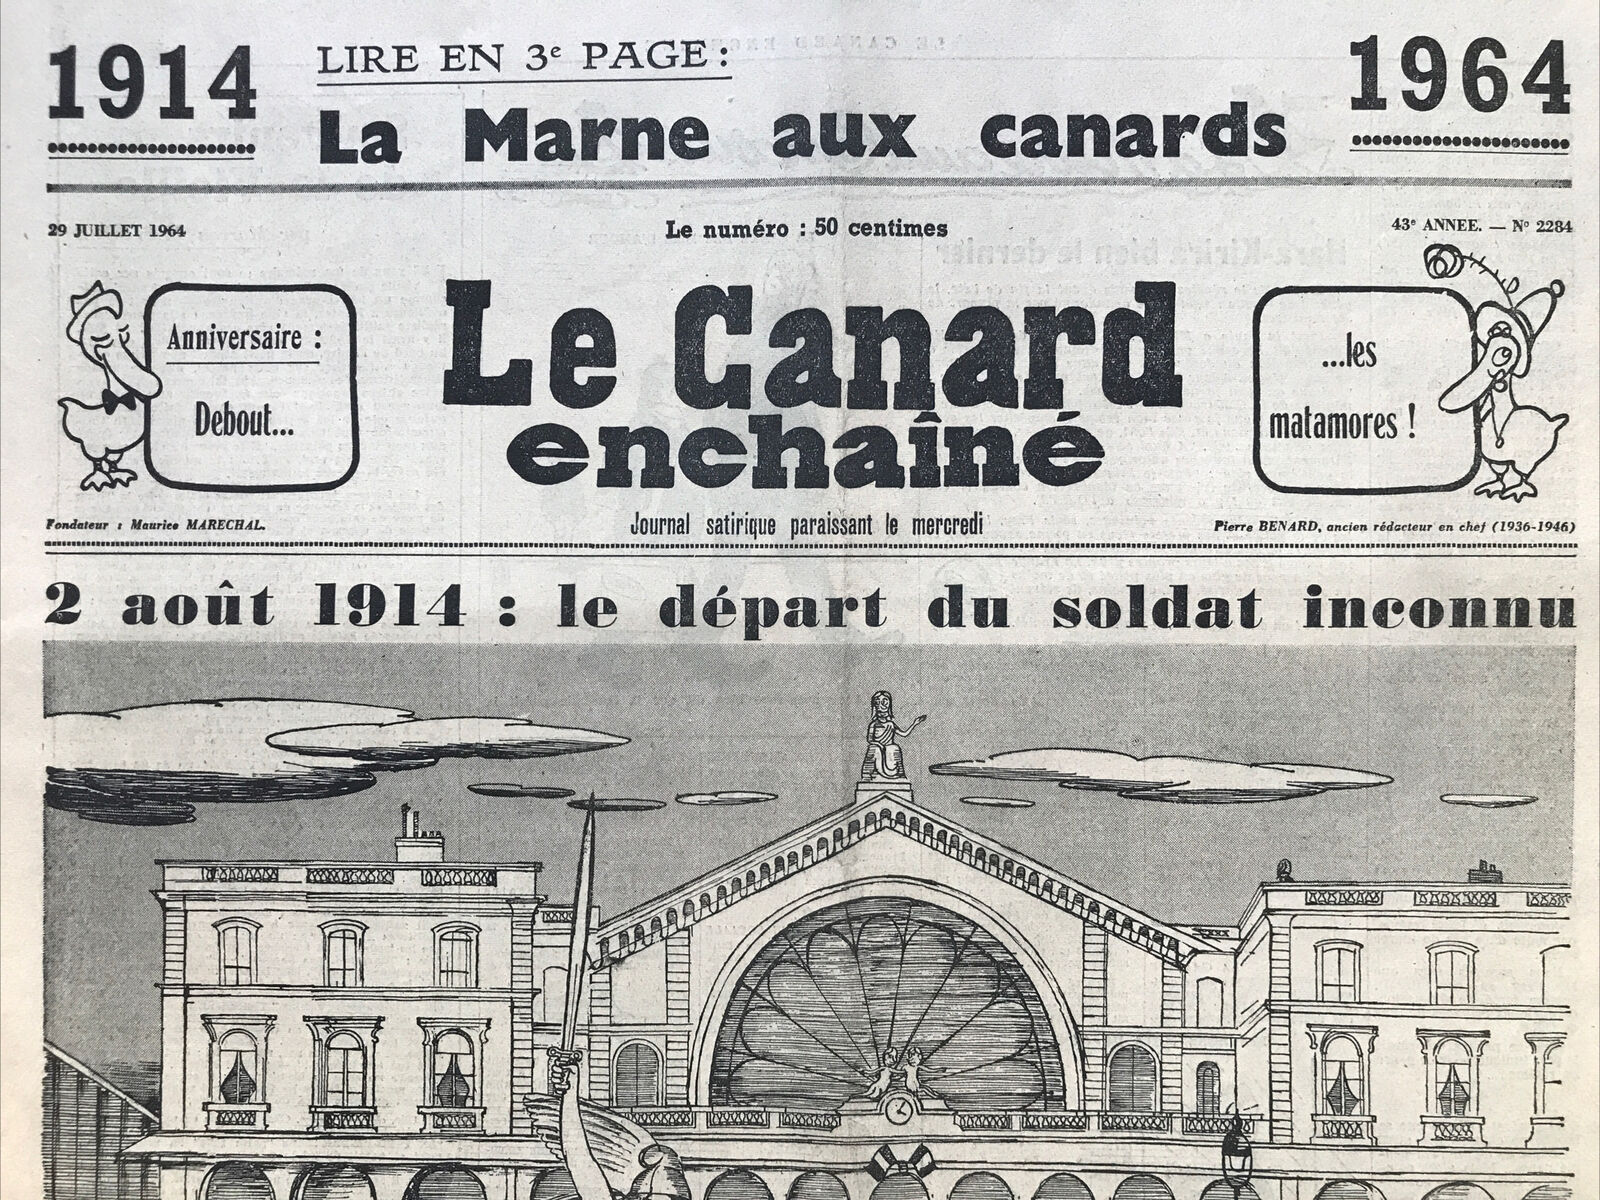 1914
LIRE EN 3e PAGE :
1964
La Marne aux canards
29 JUILLET 1964
Le numéro : 50 centimes
43e ANNEE. — No 2284
Anniversaire :
Debout...
Le Canard
enchaîné
...les
matamores !
Fondateur : Maurice MARECHAL.
Journal satirique paraissant le mercredi
Pierre BENARD, ancien rédacteur en chef (1936-1946)
2 août 1914 : le départ du soldat inconnu